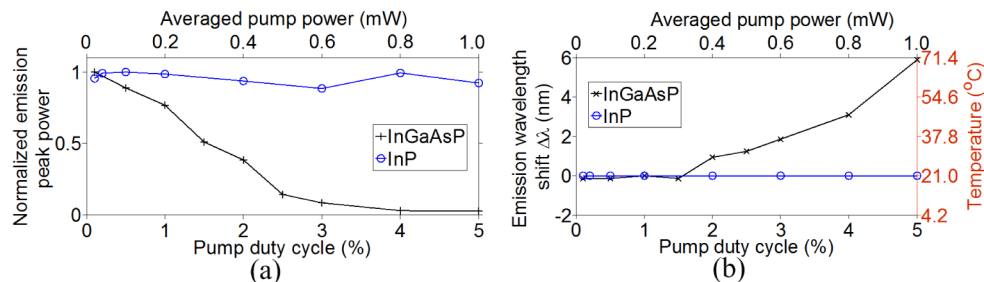 Averaged pump power (mW)
0 0.2 0.4 0.6 0.8 1.0
Normalized emission
peak power
1
0.5
0
InGaAsP
InP
0 1 2 3 4 5
Pump duty cycle (%)
(a)
Averaged pump power (mW)
0 0.2 0.4 0.6 0.8 1.0
Emission wavelength
shift Δλ (nm)
6
4
2
0
-2
InGaAsP
InP
71.4
54.6
37.8
21.0
4.2
Temperature (°C)
0 1 2 3 4 5
Pump duty cycle (%)
(b)